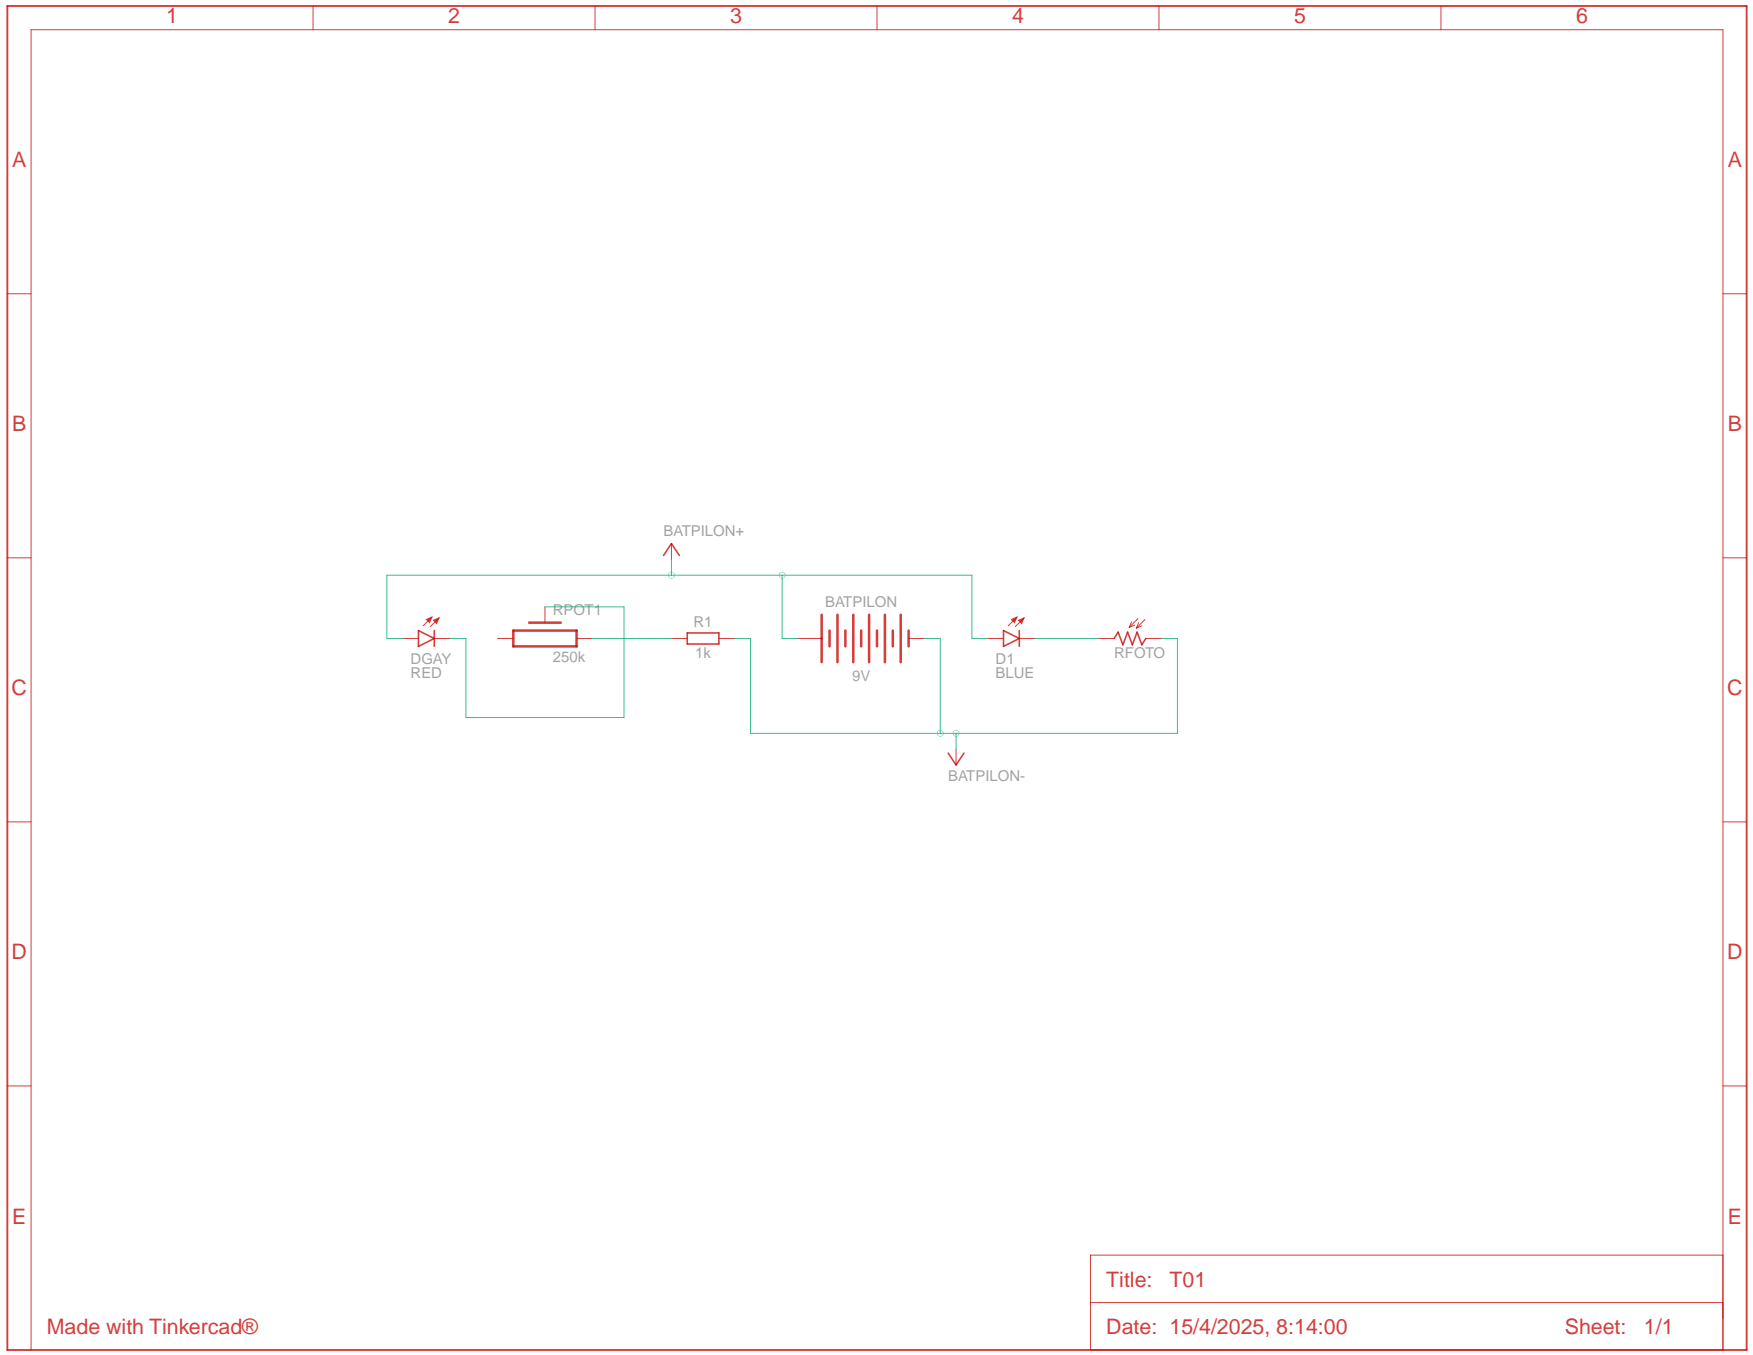 1 2 3 4 5 6
A A
B B
BATPILON+
C C
RPOT1
250k
R1
1k
BATPILON
9V
DGAY
RED
D1
BLUE
RFOTO
BATPILON-
D D
E E
Title: T01
Date: 15/4/2025, 8:14:00 Sheet: 1/1
Made with Tinkercad®